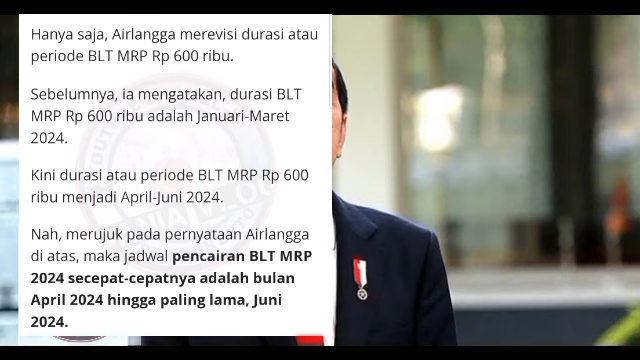 Hanya saja, Airlangga merevisi durasi atau
periode BLT MRP Rp 600 ribu.
Sebelumnya, ia mengatakan, durasi BLT
MRP Rp 600 ribu adalah Januari-Maret
2024.
Kini durasi atau periode BLT MRP Rp 600
ribu menjadi April-Juni 2024.
Nah, merujuk pada pernyataan Airlangga
di atas, maka jadwal pencairan BLT MRP
2024 secepat-cepatnya adalah bulan
April 2024 hingga paling lama, Juni
2024.